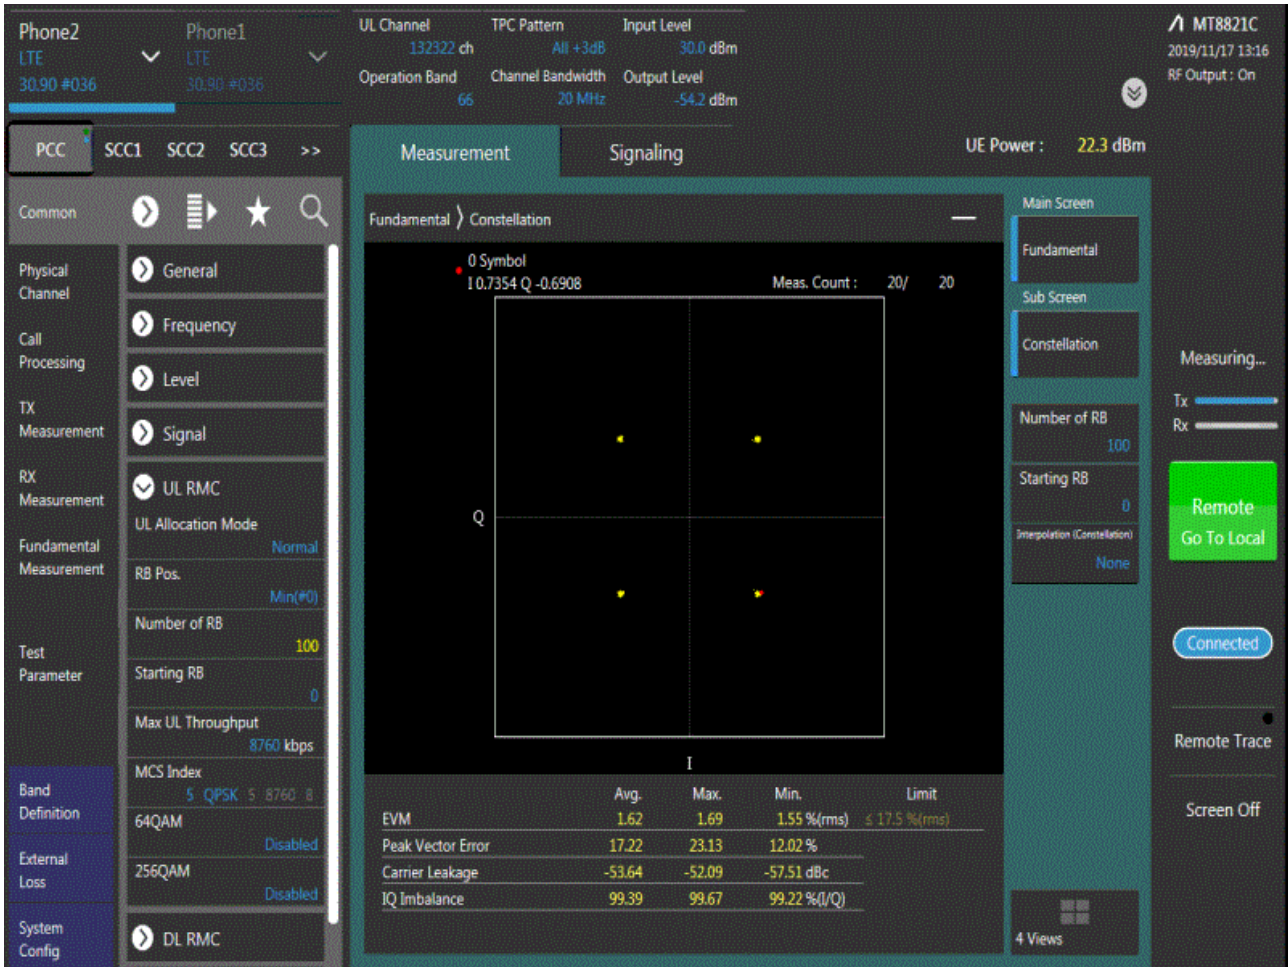 Phone2
LTE
30.90 #036
Phone1
LTE
30.90 #036
UL Channel
132322 ch
TPC Pattern
All +3dB
Input Level
30.0 dBm
Operation Band
66
Channel Bandwidth
20 MHz
Output Level
-54.2 dBm
MT8821C
2019/11/17 13:16
RF Output : On
PCC SCC1 SCC2 SCC3 >>
Measurement
Signaling
UE Power : 22.3 dBm
Common
Physical
Channel
Call
Processing
TX
Measurement
RX
Measurement
Fundamental
Measurement
Test
Parameter
Band
Definition
External
Loss
System
Config
General
Frequency
Level
Signal
UL RMC
UL Allocation Mode
Normal
RB Pos.
Min(#0)
Number of RB
100
Starting RB
0
Max UL Throughput
8760 kbps
MCS Index
5 QPSK 5 8760 8
64QAM
Disabled
256QAM
Disabled
DL RMC
Fundamental Constellation
0 Symbol
I 0.7354 Q -0.6908
Meas. Count : 20/ 20
Q
I
Avg. Max. Min. Limit
EVM 1.62 1.69 1.55 %(rms) ≤ 17.5 %(rms)
Peak Vector Error 17.22 23.13 12.02 %
Carrier Leakage -53.64 -52.09 -57.51 dBc
IQ Imbalance 99.39 99.67 99.22 %(I/Q)
Main Screen
Fundamental
Sub Screen
Constellation
Number of RB
100
Starting RB
0
Interpolation (Constellation)
None
4 Views
Measuring...
Tx
Rx
Remote
Go To Local
Connected
Remote Trace
Screen Off